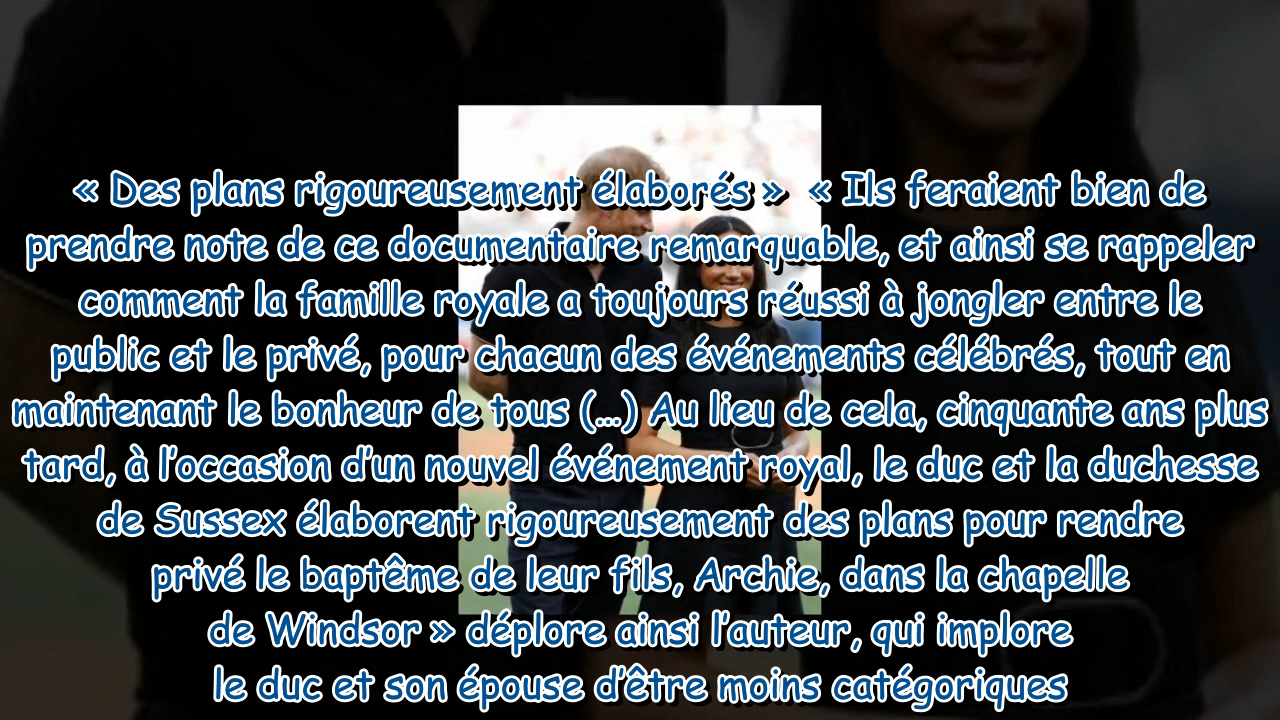 « Des plans rigoureusement élaborés »  « Ils feraient bien de
prendre note de ce documentaire remarquable, et ainsi se rappeler
comment la famille royale a toujours réussi à jongler entre le
public et le privé, pour chacun des événements célébrés, tout en
maintenant le bonheur de tous (...) Au lieu de cela, cinquante ans plus
tard, à l’occasion d’un nouvel événement royal, le duc et la duchesse
de Sussex élaborent rigoureusement des plans pour rendre
privé le baptême de leur fils, Archie, dans la chapelle
de Windsor » déplore ainsi l’auteur, qui implore
le duc et son épouse d’être moins catégoriques